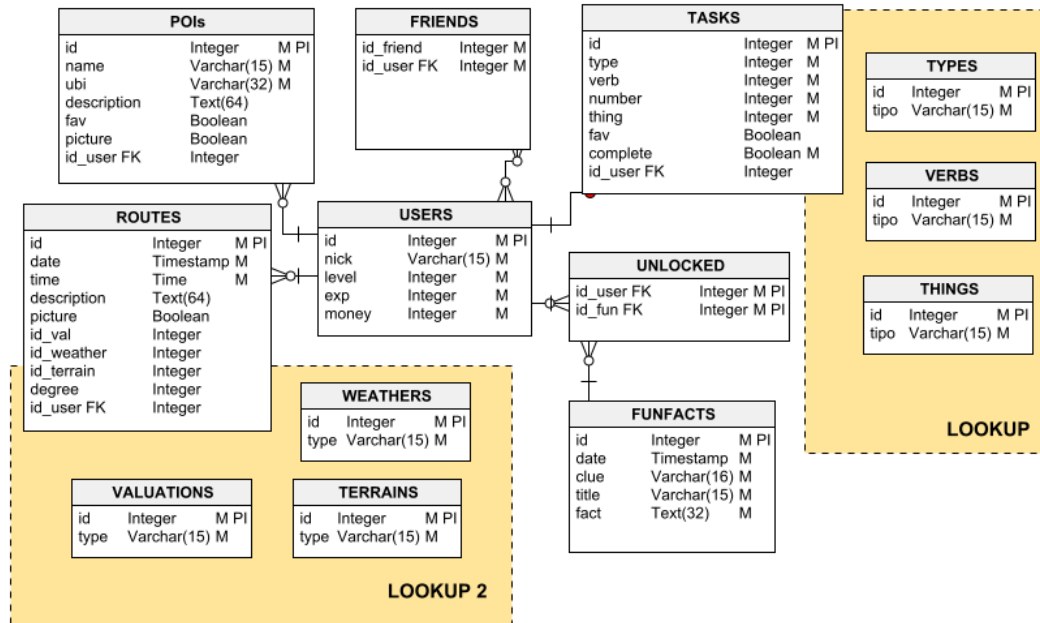 POIs
id Integer M PI
name Varchar(15) M
ubi Varchar(32) M
description Text(64)
fav Boolean
picture Boolean
id_user FK Integer
FRIENDS
id_friend Integer M
id_user FK Integer M
TASKS
id Integer M PI
type Integer M
verb Integer M
number Integer M
thing Integer M
fav Boolean
complete Boolean M
id_user FK Integer
TYPES
id Integer M PI
tipo Varchar(15) M
VERBS
id Integer M PI
tipo Varchar(15) M
THINGS
id Integer M PI
tipo Varchar(15) M
LOOKUP
ROUTES
id Integer M PI
date Timestamp M
time Time M
description Text(64)
picture Boolean
id_val Integer
id_weather Integer
id_terrain Integer
degree Integer
id_user FK Integer
USERS
id Integer M PI
nick Varchar(15) M
level Integer M
exp Integer M
money Integer M
UNLOCKED
id_user FK Integer M PI
id_fun FK Integer M PI
FUNFACTS
id Integer M PI
date Timestamp M
clue Varchar(16) M
title Varchar(15) M
fact Text(32) M
WEATHERS
id Integer M PI
type Varchar(15) M
VALUATIONS
id Integer M PI
type Varchar(15) M
TERRAINS
id Integer M PI
type Varchar(15) M
LOOKUP 2